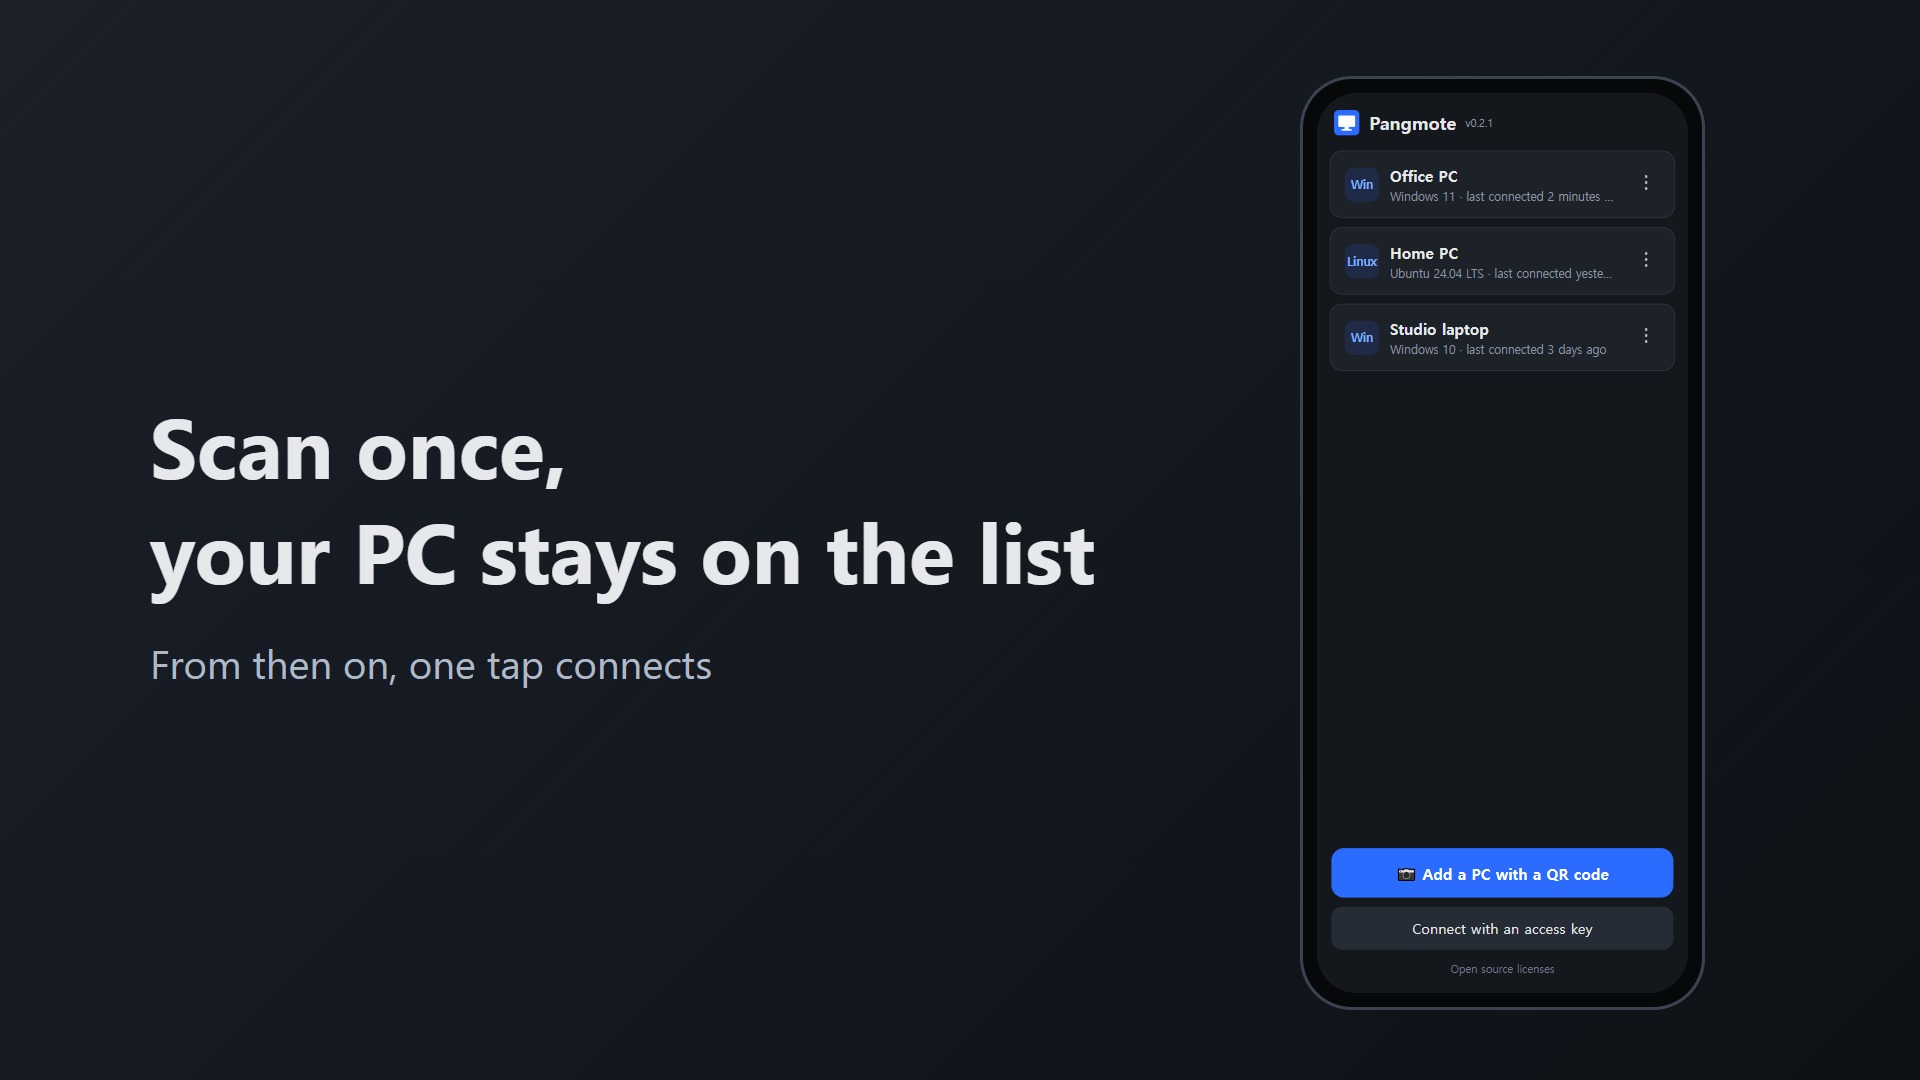 Scan once,
your PC stays on the list
From then on, one tap connects
Pangmote v0.2.1
Win
Office PC
Windows 11 · last connected 2 minutes ...
Linux
Home PC
Ubuntu 24.04 LTS · last connected yeste...
Win
Studio laptop
Windows 10 · last connected 3 days ago
Add a PC with a QR code
Connect with an access key
Open source licenses